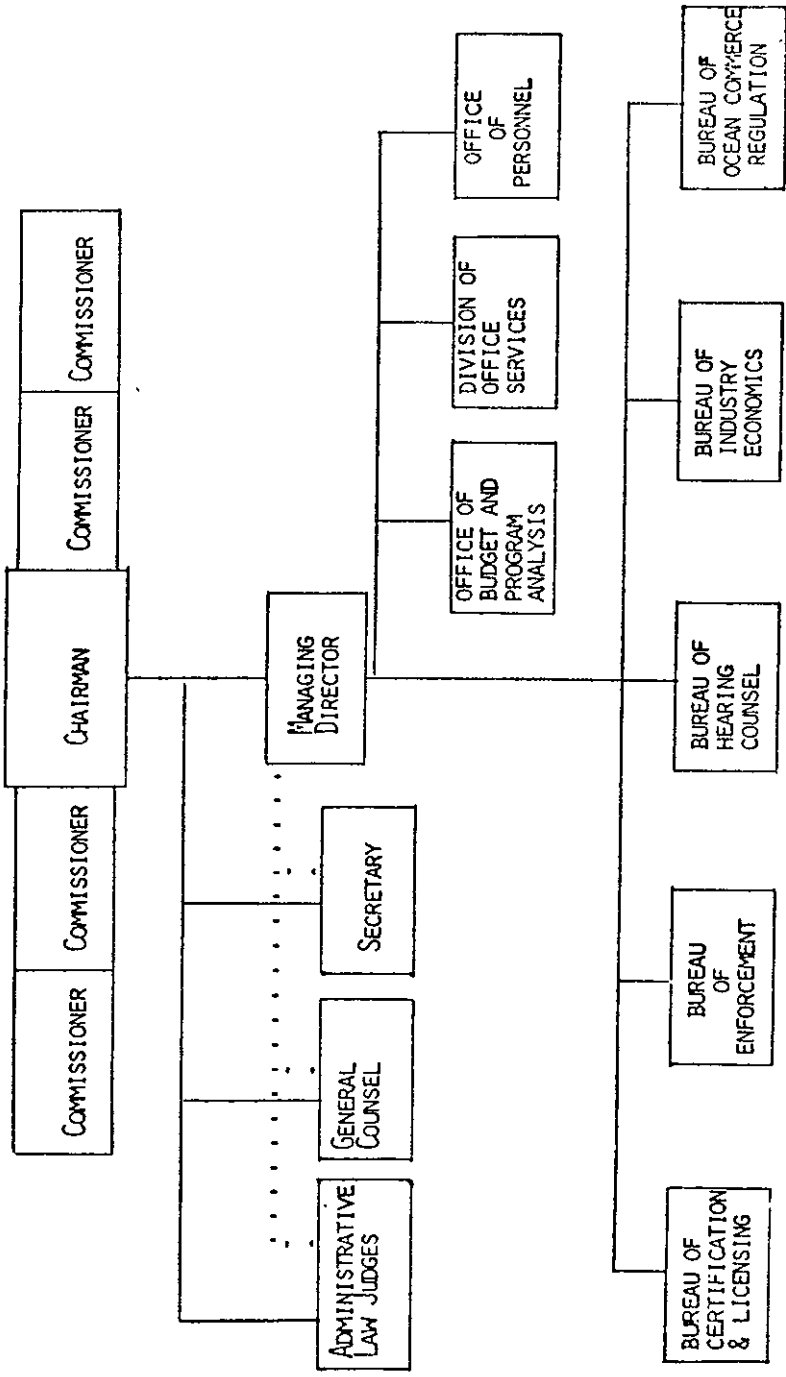 COMMISSIONER
COMMISSIONER
CHAIRMAN
COMMISSIONER
COMMISSIONER
MANAGING
DIRECTOR
ADMINISTRATIVE
LAW JUDGES
GENERAL
COUNSEL
SECRETARY
OFFICE OF
BUDGET AND
PROGRAM
ANALYSIS
DIVISION OF
OFFICE
SERVICES
OFFICE
OF
PERSONNEL
BUREAU OF
CERTIFICATION
& LICENSING
BUREAU
OF
ENFORCEMENT
BUREAU OF
HEARING
COUNSEL
BUREAU OF
INDUSTRY
ECONOMICS
BUREAU OF
OCEAN COMMERCE
REGULATION